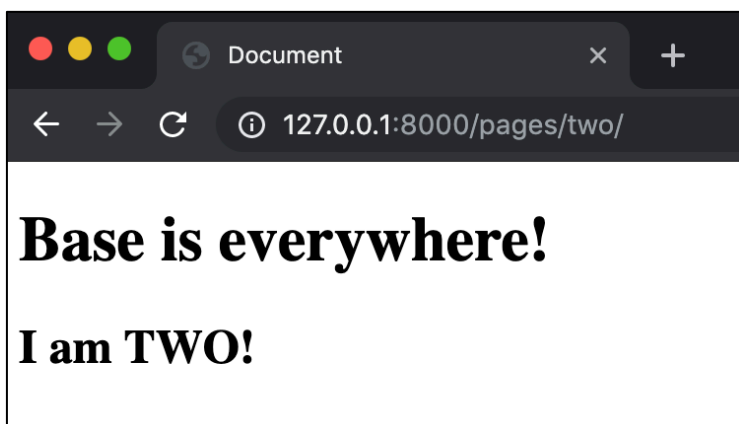 Document
127.0.0.1:8000/pages/two/
Base is everywhere!
I am TWO!